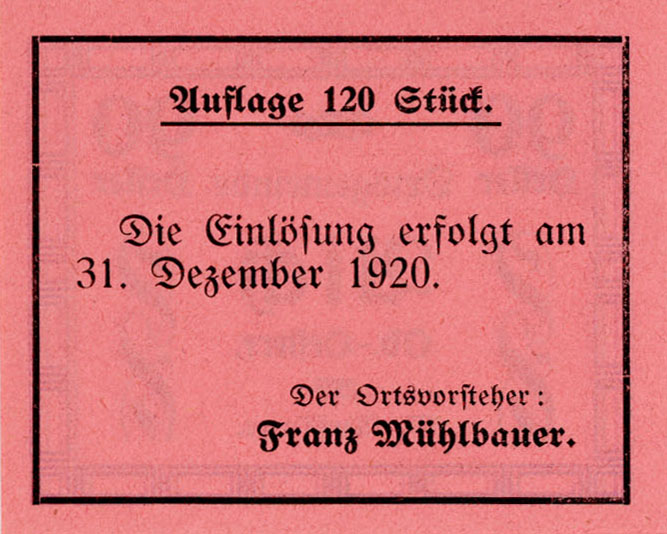 Auflage 120 Stück.
Die Einlösung erfolgt am
31. Dezember 1920.
Der Ortsvorsteher:
Franz Mühlbauer.